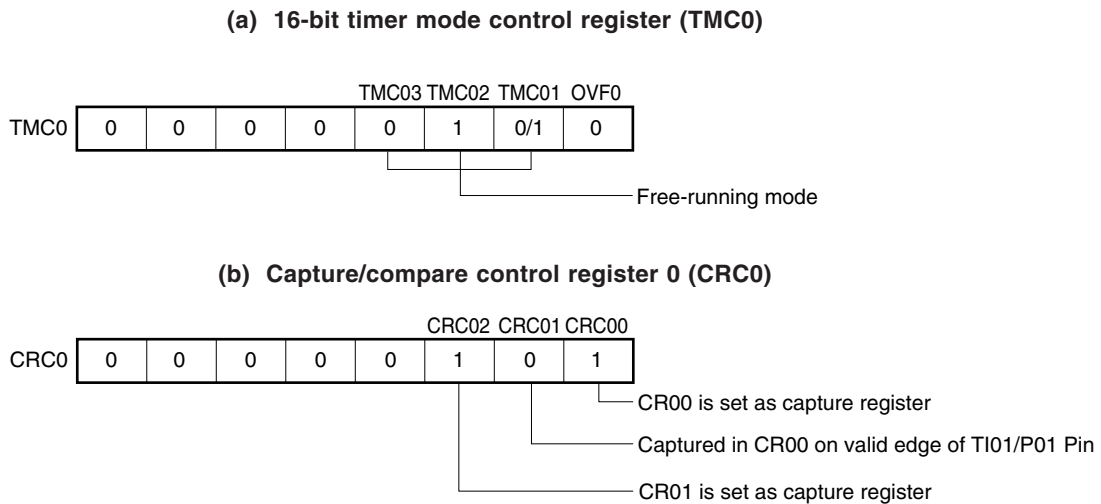 (a) 16-bit timer mode control register (TMC0)
TMC03 TMC02 TMC01 OVF0
TMC0 0 0 0 0 0 1 0/1 0
Free-running mode
(b) Capture/compare control register 0 (CRC0)
CRC02 CRC01 CRC00
CRC0 0 0 0 0 0 1 0 1
CR00 is set as capture register
Captured in CR00 on valid edge of TI01/P01 Pin
CR01 is set as capture register